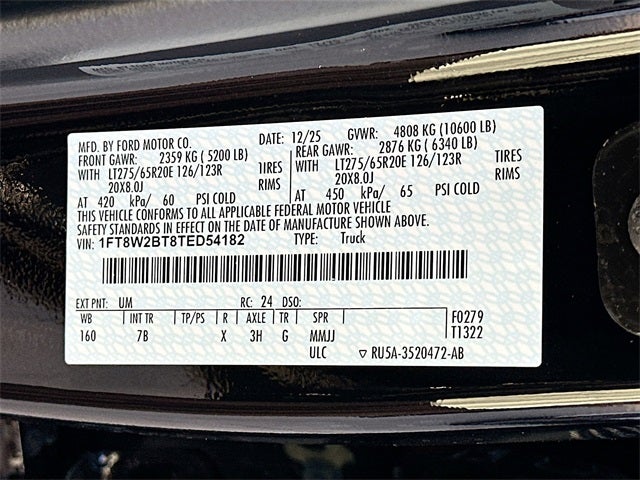 MFD. BY FORD MOTOR CO. DATE: 12/25 GVWR: 4808 KG (10600 LB)
FRONT GAWR: 2359 KG ( 5200 LB) REAR GAWR: 2876 KG ( 6340 LB)
WITH LT275/65R20E 126/123R TIRES WITH LT275/65R20E 126/123R TIRES
20X8.0J RIMS 20X8.0J RIMS
AT 420 kPa/ 60 PSI COLD AT 450 kPa/ 65 PSI COLD
THIS VEHICLE CONFORMS TO ALL APPLICABLE FEDERAL MOTOR VEHICLE
SAFETY STANDARDS IN EFFECT ON THE DATE OF MANUFACTURE SHOWN ABOVE.
VIN: 1FT8W2BT8TED54182 TYPE: Truck
EXT PNT: UM RC: 24 DSO:
WB INT TR TP/PS R AXLE TR SPR F0279
160 7B X 3H G MMJJ T1322
ULC ▽ RU5A-3520472-AB